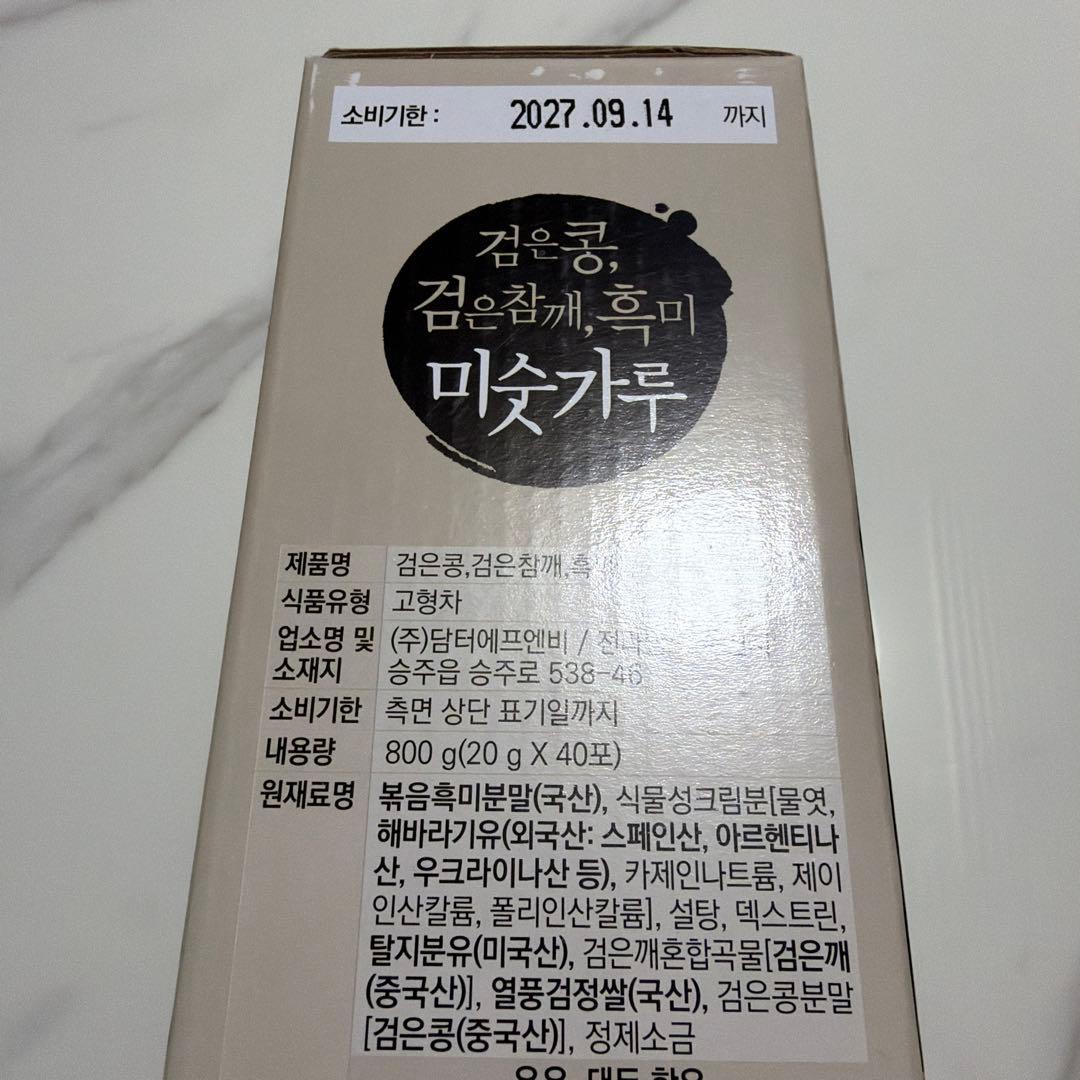 소비기한 : 2027.09.14 까지
검은콩,
검은참깨, 흑미
미숫가루
제품명 검은콩,검은참깨,흑미
식품유형 고형차
업소명 및 (주)담터에프엔비 /
소재지 승주읍 승주로 538-46
소비기한 측면 상단 표기일까지
내용량 800 g(20 g X 40포)
원재료명 볶음흑미분말(국산), 식물성크림분[물엿,
해바라기유(외국산: 스페인산, 아르헨티나
산, 우크라이나산 등), 카제인나트륨, 제이
인산칼륨, 폴리인산칼륨], 설탕, 덱스트린,
탈지분유(미국산), 검은깨혼합곡물[검은깨
(중국산)], 열풍검정쌀(국산), 검은콩분말
[검은콩(중국산)], 정제소금
우유, 대두 함유